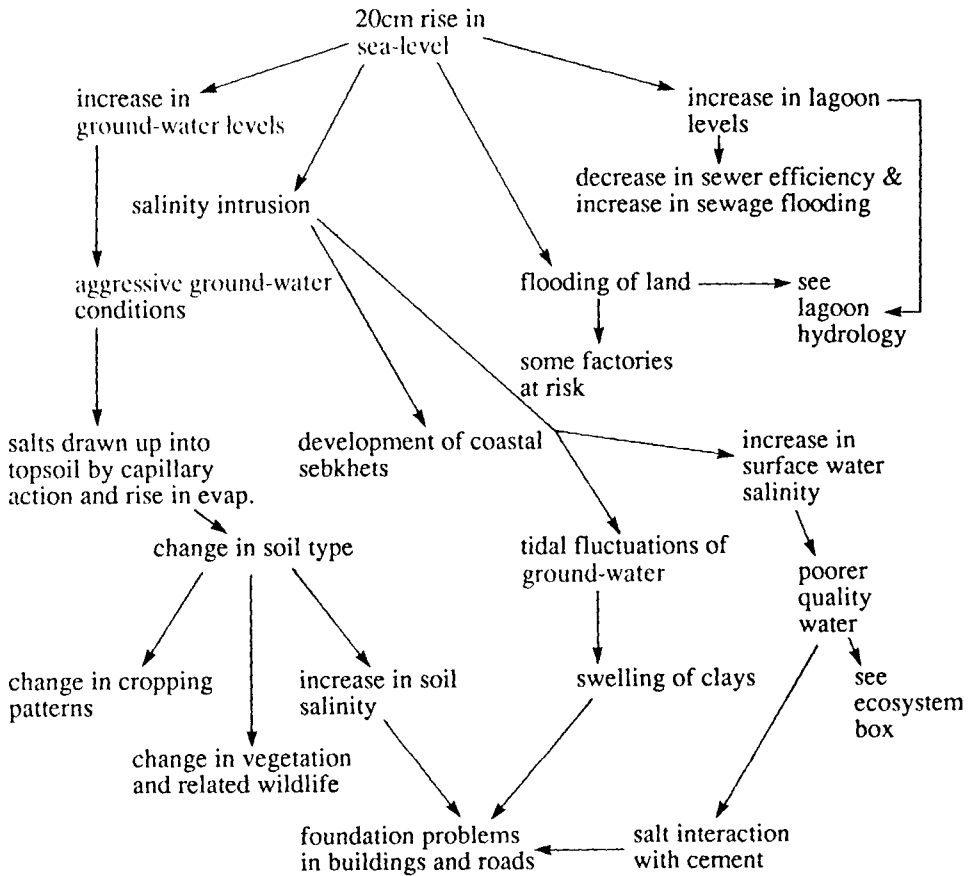 20cm rise in
sea-level
increase in
ground-water levels
increase in lagoon
levels
decrease in sewer efficiency &
increase in sewage flooding
salinity intrusion
aggressive ground-water
conditions
flooding of land
see
lagoon
hydrology
some factories
at risk
salts drawn up into
topsoil by capillary
action and rise in evap.
development of coastal
sebkhets
increase in
surface water
salinity
change in soil type
tidal fluctuations of
ground-water
poorer
quality
water
change in cropping
patterns
increase in soil
salinity
swelling of clays
see
ecosystem
box
change in vegetation
and related wildlife
foundation problems
in buildings and roads
salt interaction
with cement